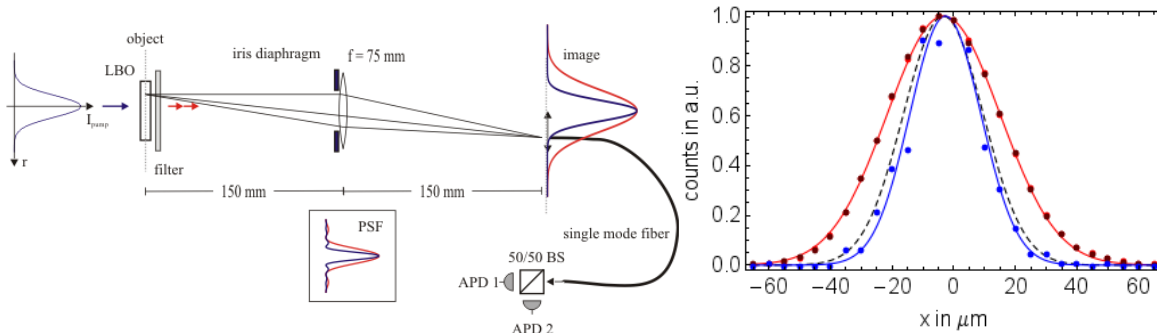 object
LBO
I pump
r
filter
iris diaphragm
f = 75 mm
image
150 mm
150 mm
PSF
single mode fiber
50/50 BS
APD 1
APD 2
counts in a.u.
1.0
0.8
0.6
0.4
0.2
0.0
−60 −40 −20 0 20 40 60
x in μm